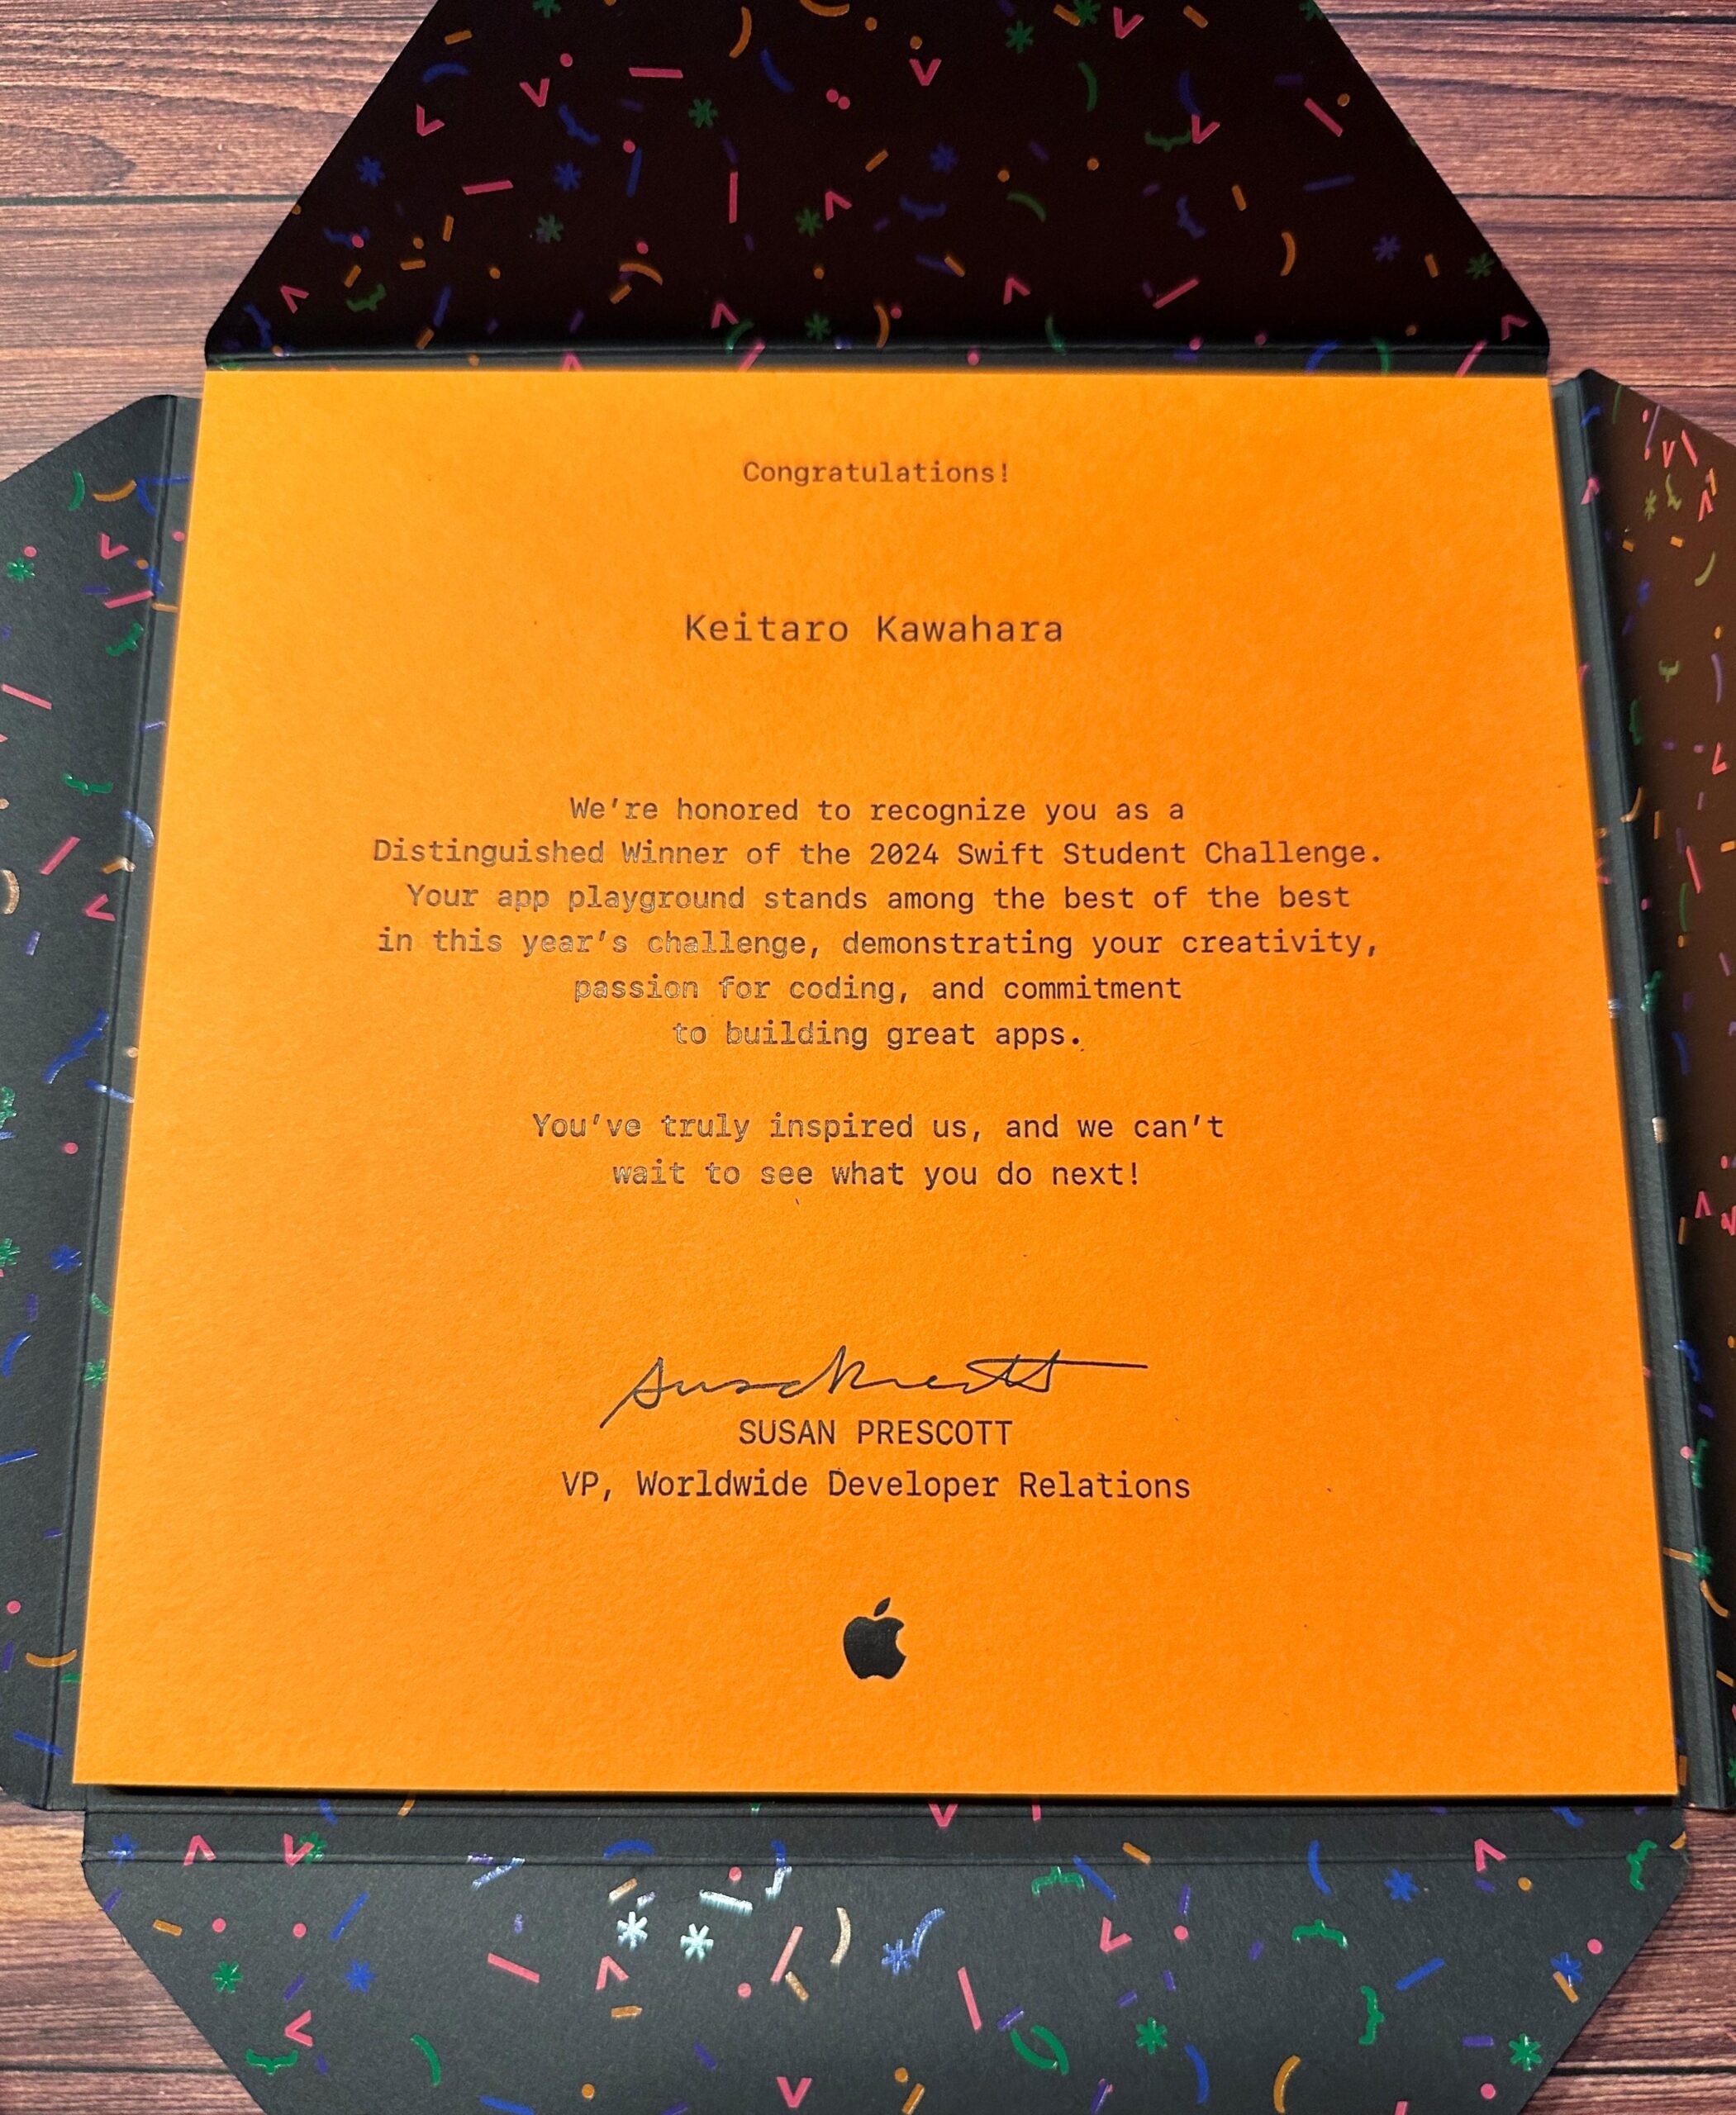 Congratulations!
Keitaro Kawahara
We’re honored to recognize you as a
Distinguished Winner of the 2024 Swift Student Challenge.
Your app playground stands among the best of the best
in this year’s challenge, demonstrating your creativity,
passion for coding, and commitment
to building great apps.
You’ve truly inspired us, and we can’t
wait to see what you do next!
SUSAN PRESCOTT
VP, Worldwide Developer Relations